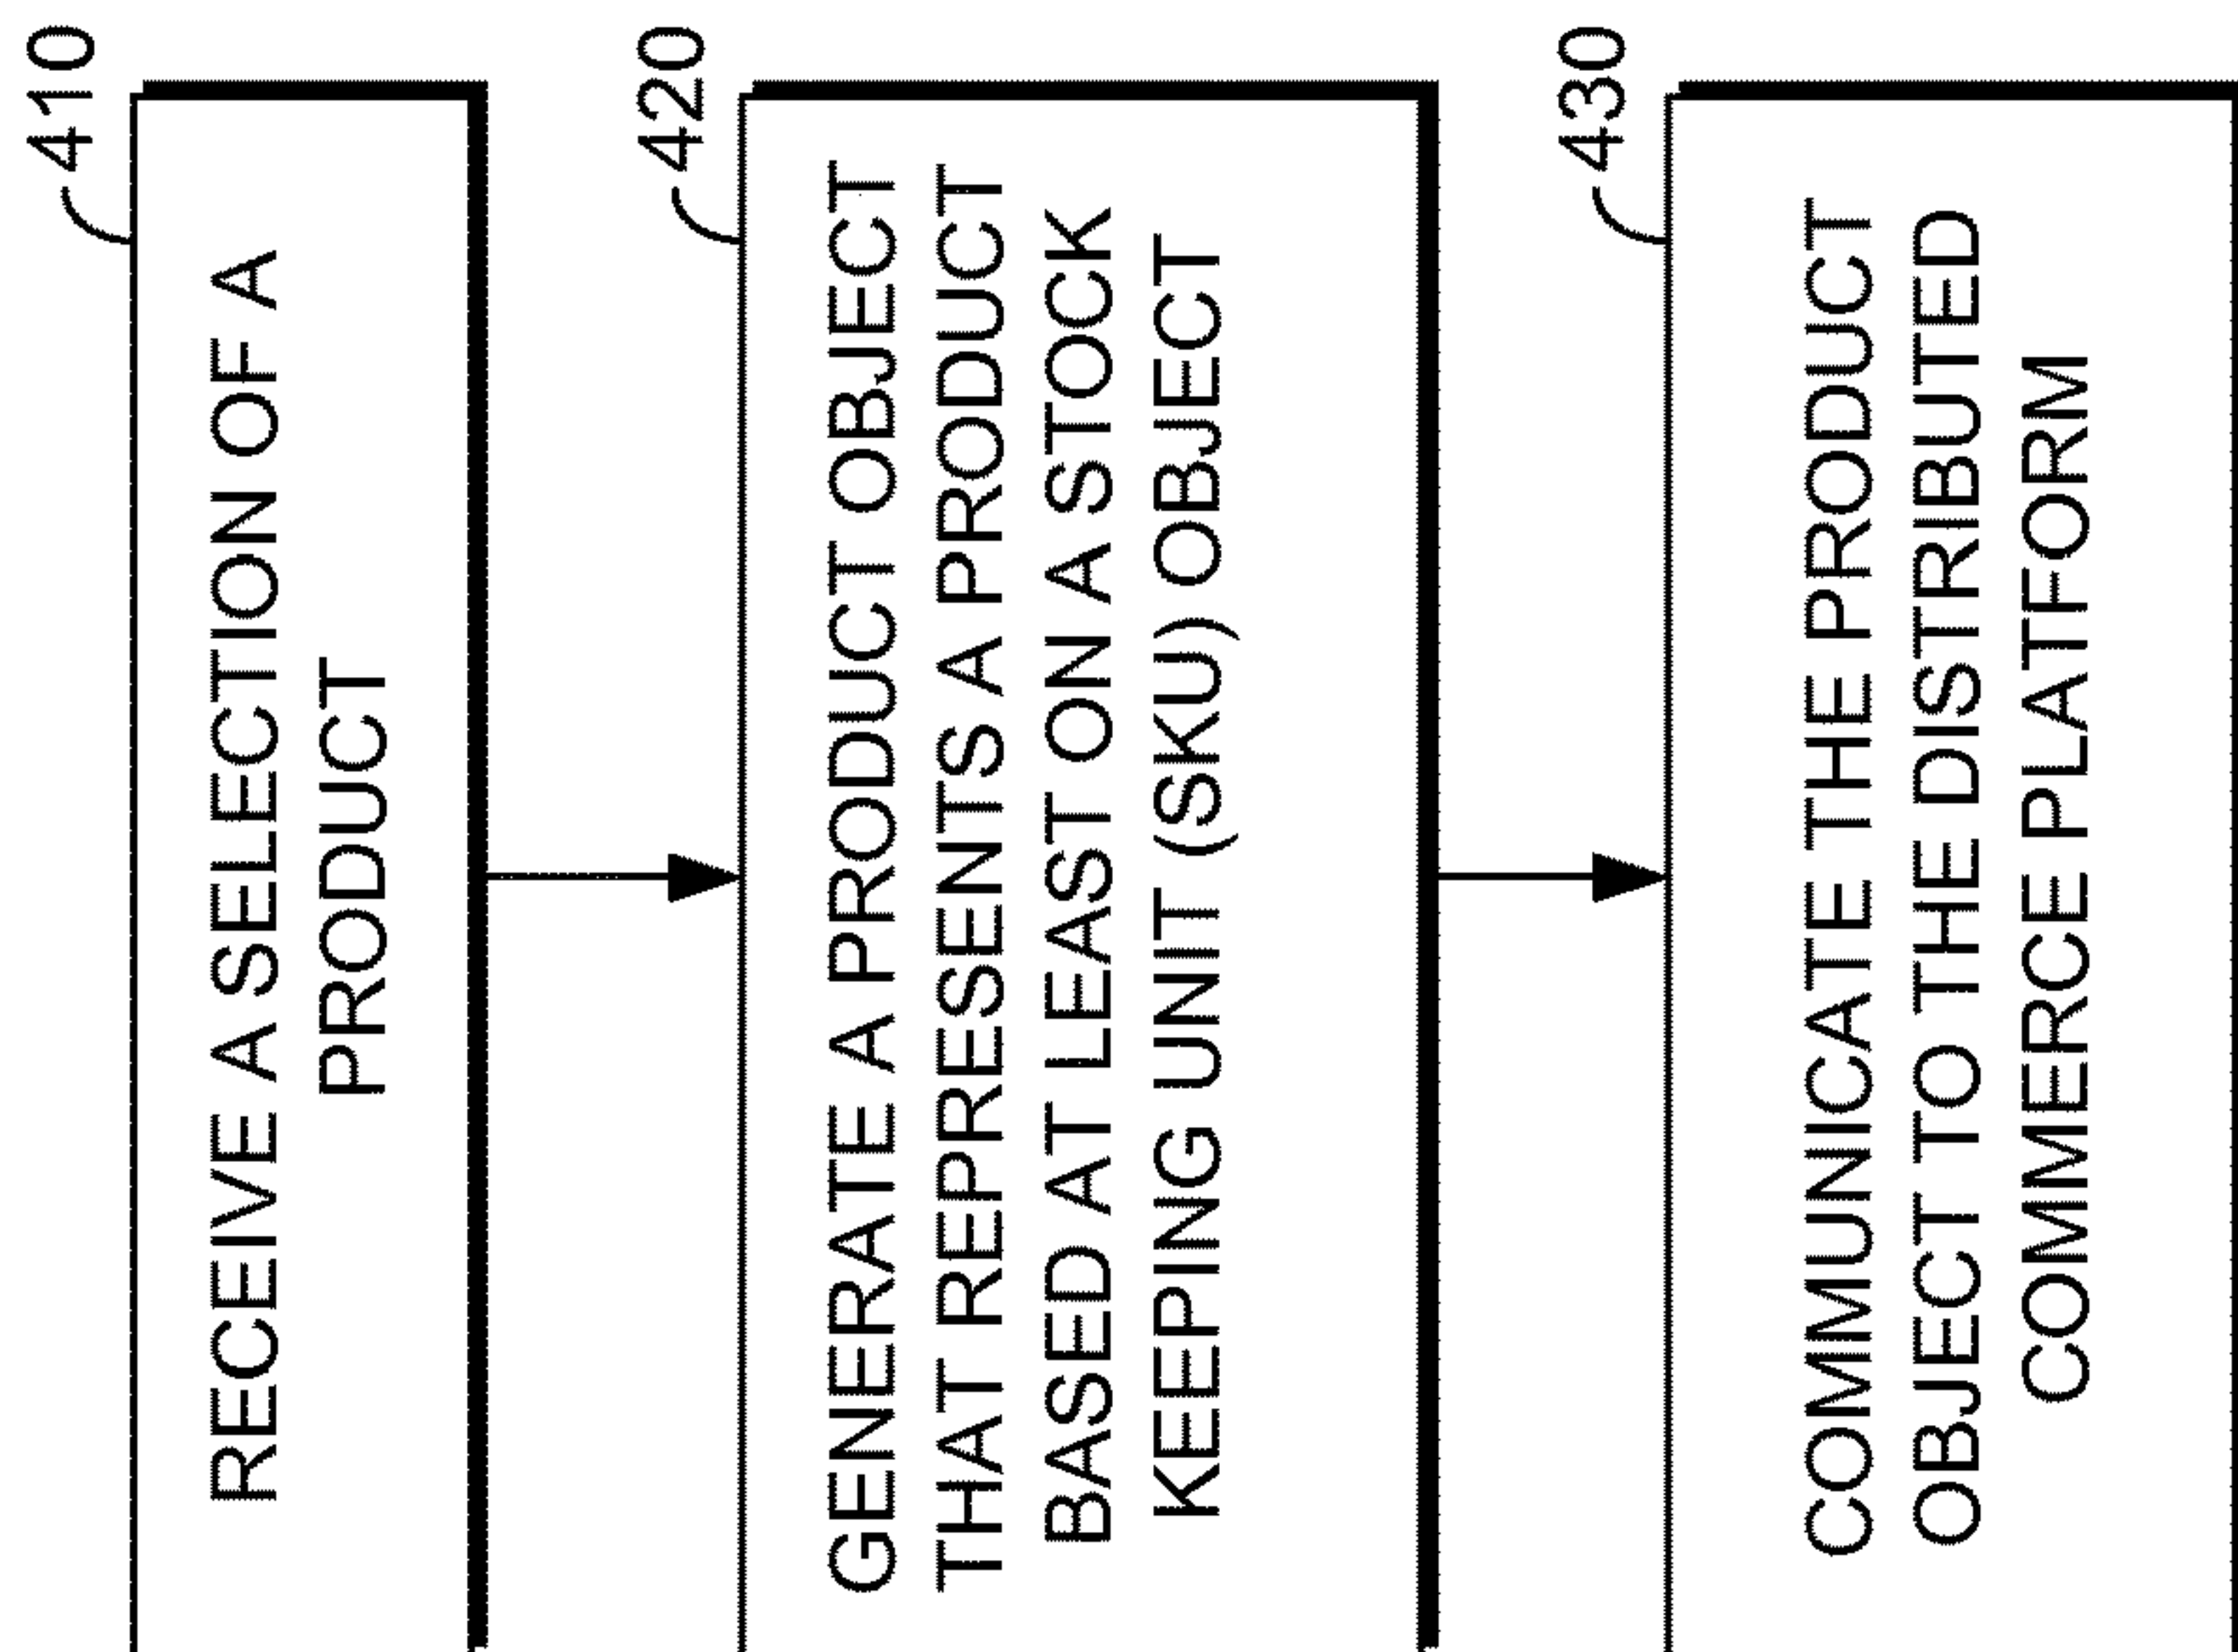 410
RECEIVE A SELECTION OF A
PRODUCT
420
GENERATE A PRODUCT OBJECT
THAT REPRESENTS A PRODUCT
BASED AT LEAST ON A STOCK
KEEPING UNIT (SKU) OBJECT
430
COMMUNICATE THE PRODUCT
OBJECT TO THE DISTRIBUTED
COMMERCE PLATFORM